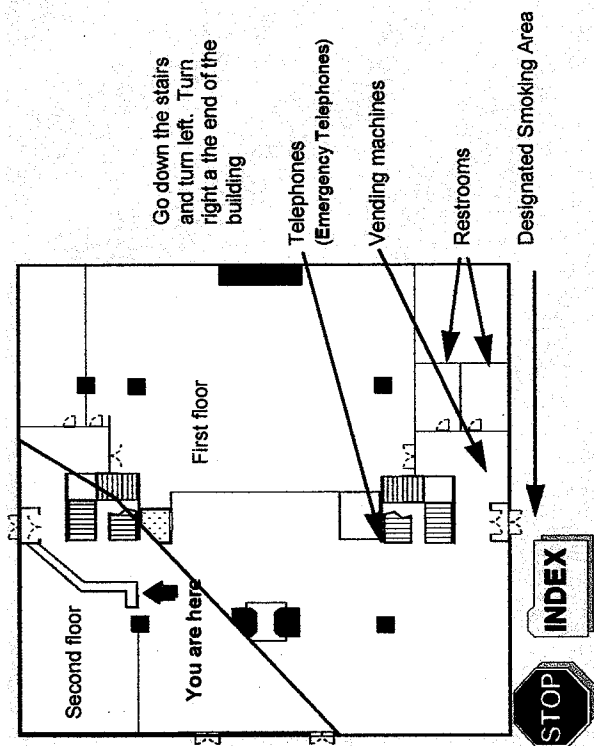 Go down the stairs
and turn left. Turn
right a the end of the
building
Telephones
(Emergency Telephones)
Vending machines
Restrooms
Designated Smoking Area
Second floor
You are here
First floor
STOP
INDEX